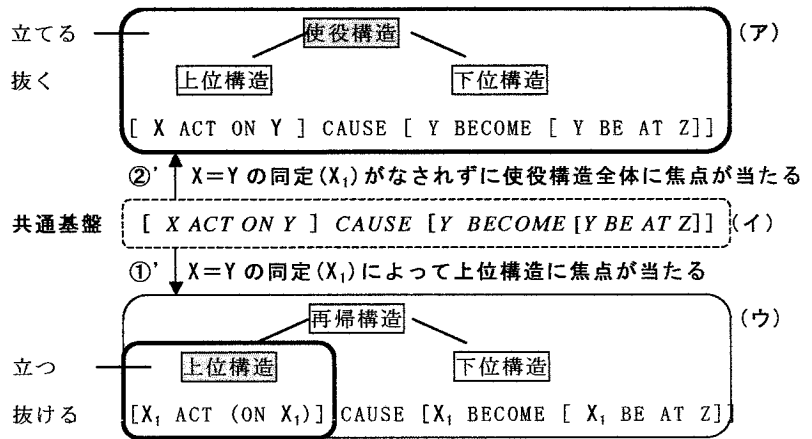 立てる 使役構造 (ア)
抜く 上位構造 下位構造
[ X ACT ON Y ] CAUSE [ Y BECOME [ Y BE AT Z]]
②' X=Yの同定(X₁)がなされずに使役構造全体に焦点が当たる
共通基盤 [ X ACT ON Y ] CAUSE [Y BECOME [Y BE AT Z]] (イ)
①' X=Yの同定(X₁)によって上位構造に焦点が当たる
再帰構造 (ウ)
立つ 上位構造 下位構造
抜ける [X₁ ACT (ON X₁)] CAUSE [X₁ BECOME [ X₁ BE AT Z]]